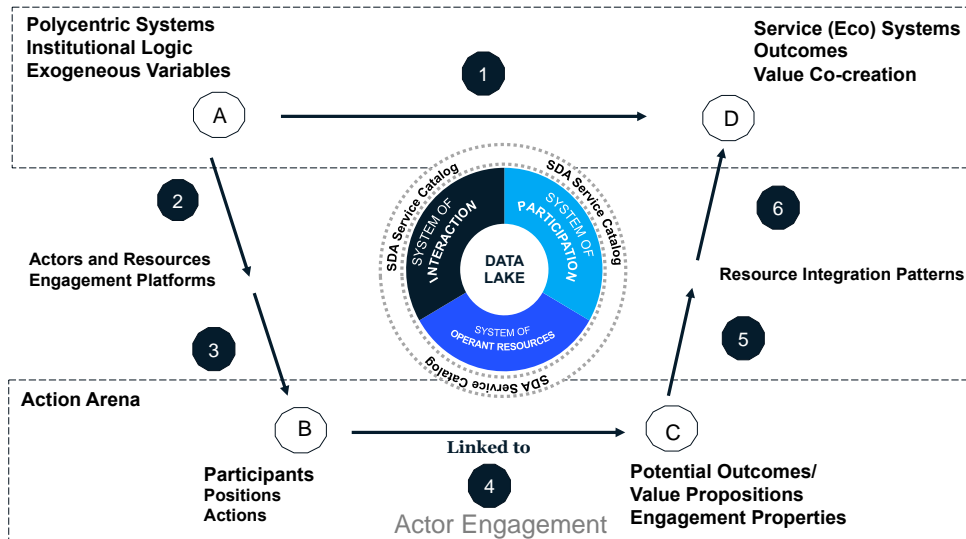 Polycentric Systems
Institutional Logic
Exogeneous Variables
Service (Eco) Systems
Outcomes
Value Co-creation
1
A
D
SDA Service Catalog
SDA Service Catalog
SYSTEM OF
INTERACTION
SYSTEM OF
PARTICIPATION
2
6
Actors and Resources
Engagement Platforms
DATA
LAKE
Resource Integration Patterns
SYSTEM OF
OPERANT RESOURCES
3
5
SDA Service Catalog
Action Arena
B
C
Linked to
Participants
Positions
Actions
4
Actor Engagement
Potential Outcomes/
Value Propositions
Engagement Properties